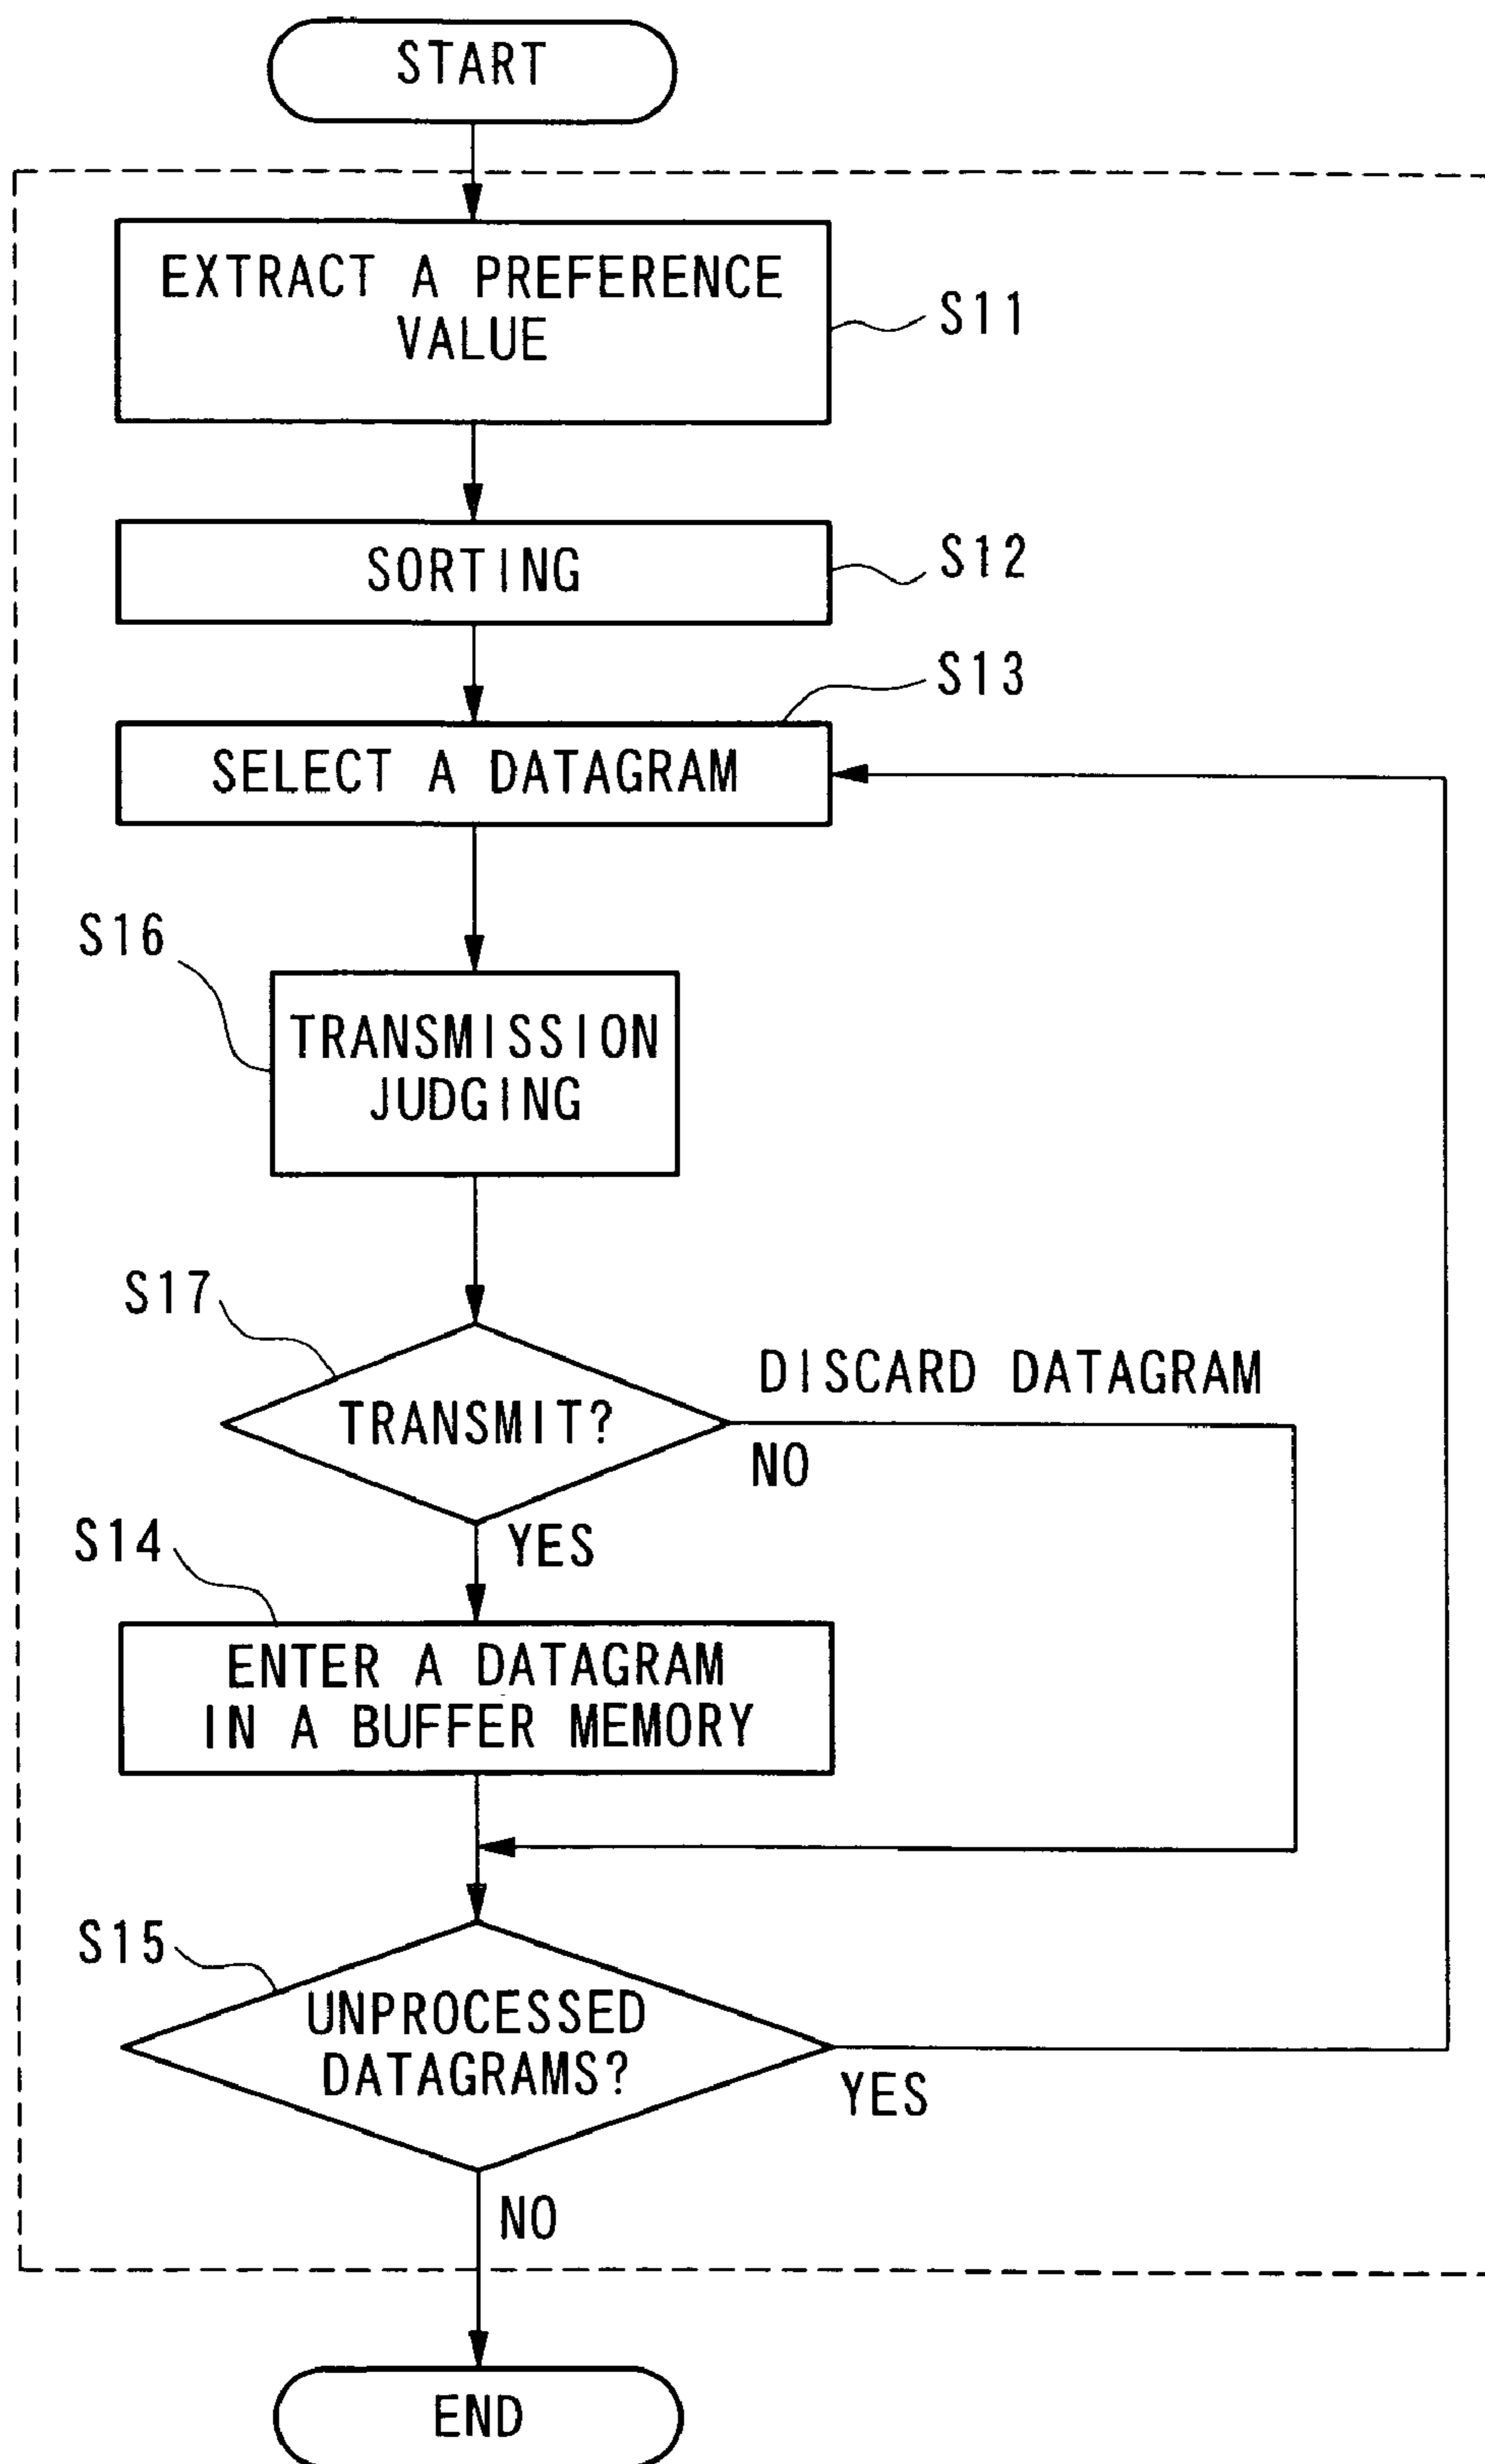 START
EXTRACT A PREFERENCE
VALUE
S11
SORTING
S12
S13
SELECT A DATAGRAM
S16
TRANSMISSION
JUDGING
S17
DISCARD DATAGRAM
TRANSMIT?
NO
YES
S14
ENTER A DATAGRAM
IN A BUFFER MEMORY
S15
UNPROCESSED
DATAGRAMS?
YES
NO
END